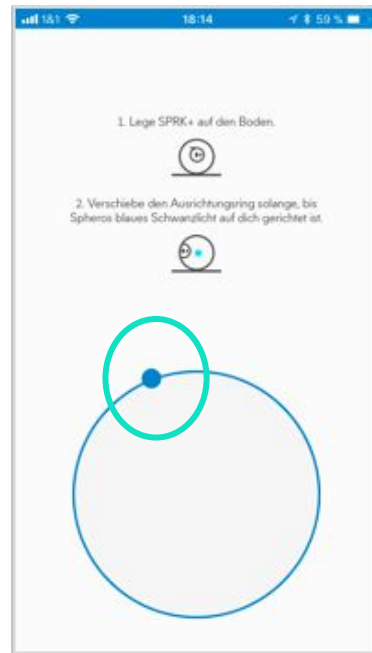 1&1 18:14 59 %
1. Lege SPRK+ auf den Boden.
2. Verschiebe den Ausrichtungsring solange, bis
Spheros blaues Schwanzlicht auf dich gerichtet ist.